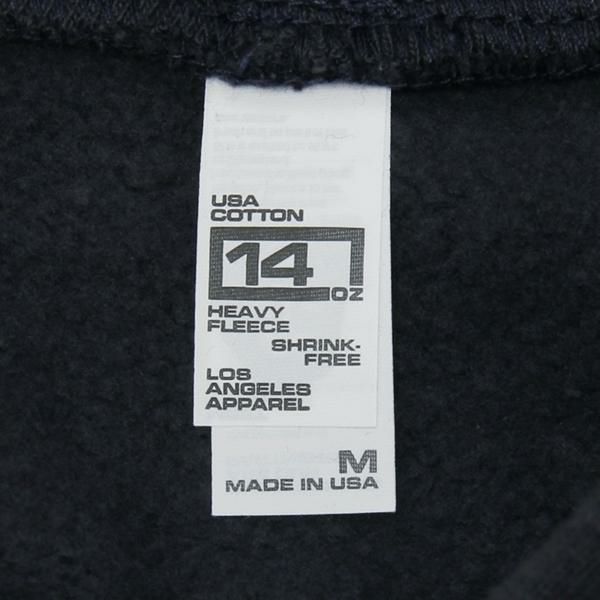 USA
COTTON
14
OZ
HEAVY
FLEECE
SHRINK-
FREE
LOS
ANGELES
APPAREL
M
MADE IN USA